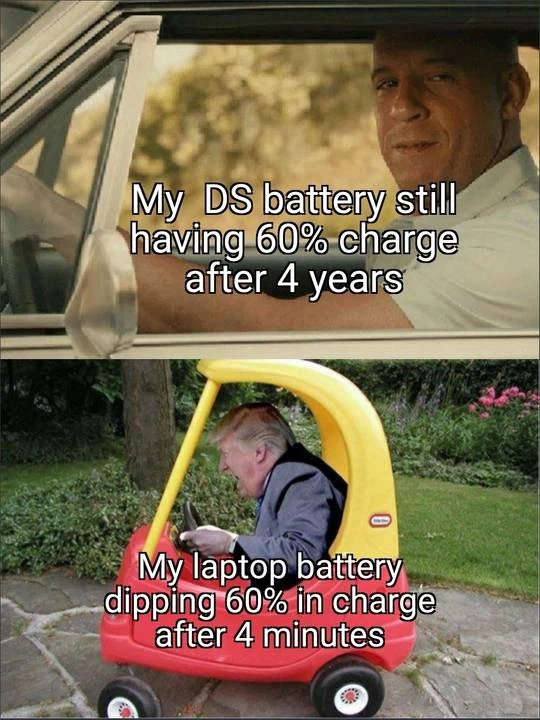 My DS battery still
having 60% charge
after 4 years
My laptop battery
dipping 60% in charge
after 4 minutes